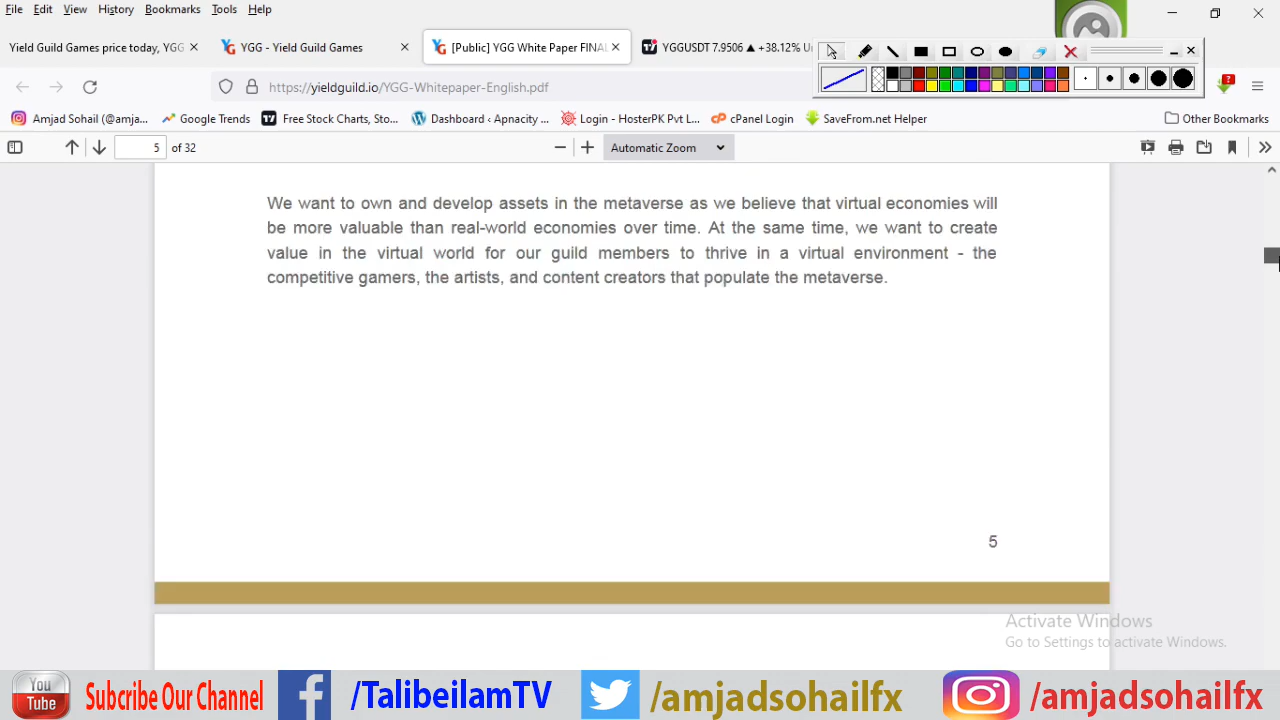 File Edit View History Bookmarks Tools Help
Yield Guild Games price today, YGG
YGG - Yield Guild Games
[Public] YGG White Paper FINAL
YGGUSDT 7.9506 ▲ +38.12%
https://yieldguild.io/YGG-Whitepaper-English.pdf
Amjad Sohail (@amja... Google Trends Free Stock Charts, Sto... Dashboard ‹ Apnacity ... Login - HosterPK Pvt L... cPanel Login SaveFrom.net Helper Other Bookmarks
5 of 32 Automatic Zoom
We want to own and develop assets in the metaverse as we believe that virtual economies will
be more valuable than real-world economies over time. At the same time, we want to create
value in the virtual world for our guild members to thrive in a virtual environment - the
competitive gamers, the artists, and content creators that populate the metaverse.
5
Activate Windows
Go to Settings to activate Windows.
You Tube Subcribe Our Channel f /TalibeilamTV /amjadsohailfx /amjadsohailfx